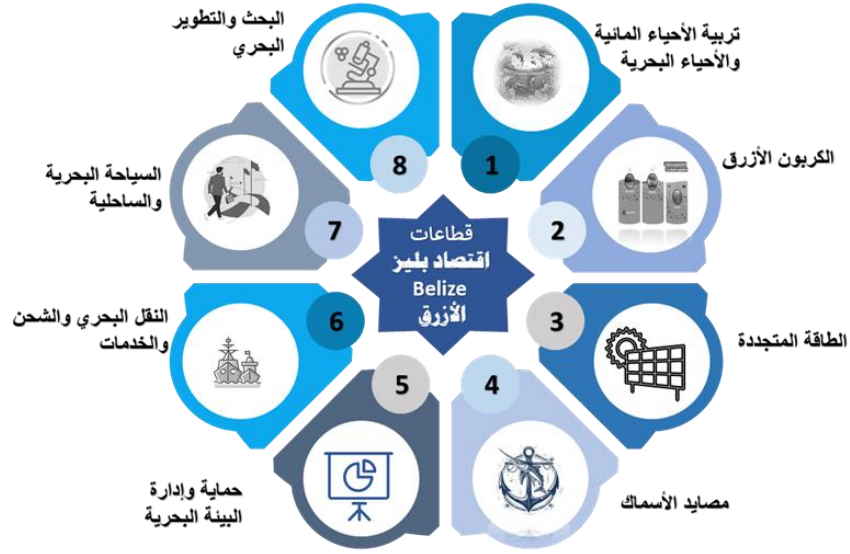 قطاعات
اقتصاد بليز
Belize
الأزرق
1
تربية الأحياء المائية
والأحياء البحرية
2
الكربون الأزرق
3
الطاقة المتجددة
4
مصايد الأسماك
5
حماية وإدارة
البيئة البحرية
6
النقل البحري والشحن
والخدمات
7
السياحة البحرية
والساحلية
8
البحث والتطوير
البحري